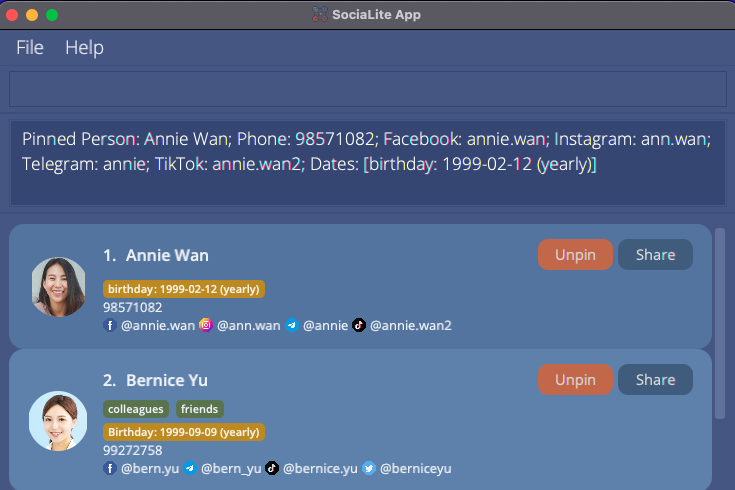 SociaLite App
File Help
Pinned Person: Annie Wan; Phone: 98571082; Facebook: annie.wan; Instagram: ann.wan;
Telegram: annie; TikTok: annie.wan2; Dates: [birthday: 1999-02-12 (yearly)]
1. Annie Wan
Unpin Share
birthday: 1999-02-12 (yearly)
98571082
@annie.wan @ann.wan @annie @annie.wan2
2. Bernice Yu
Unpin Share
colleagues friends
Birthday: 1999-09-09 (yearly)
99272758
@bern.yu @bern_yu @bernice.yu @berniceyu